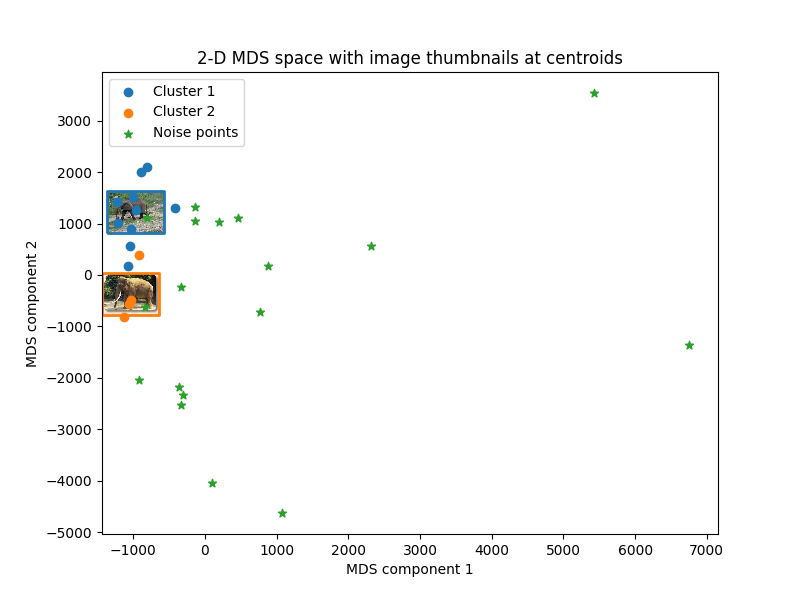 2-D MDS space with image thumbnails at centroids
Cluster 1
Cluster 2
Noise points
3000
2000
1000
0
−1000
−2000
−3000
−4000
−5000
MDS component 2
−1000 0 1000 2000 3000 4000 5000 6000 7000
MDS component 1